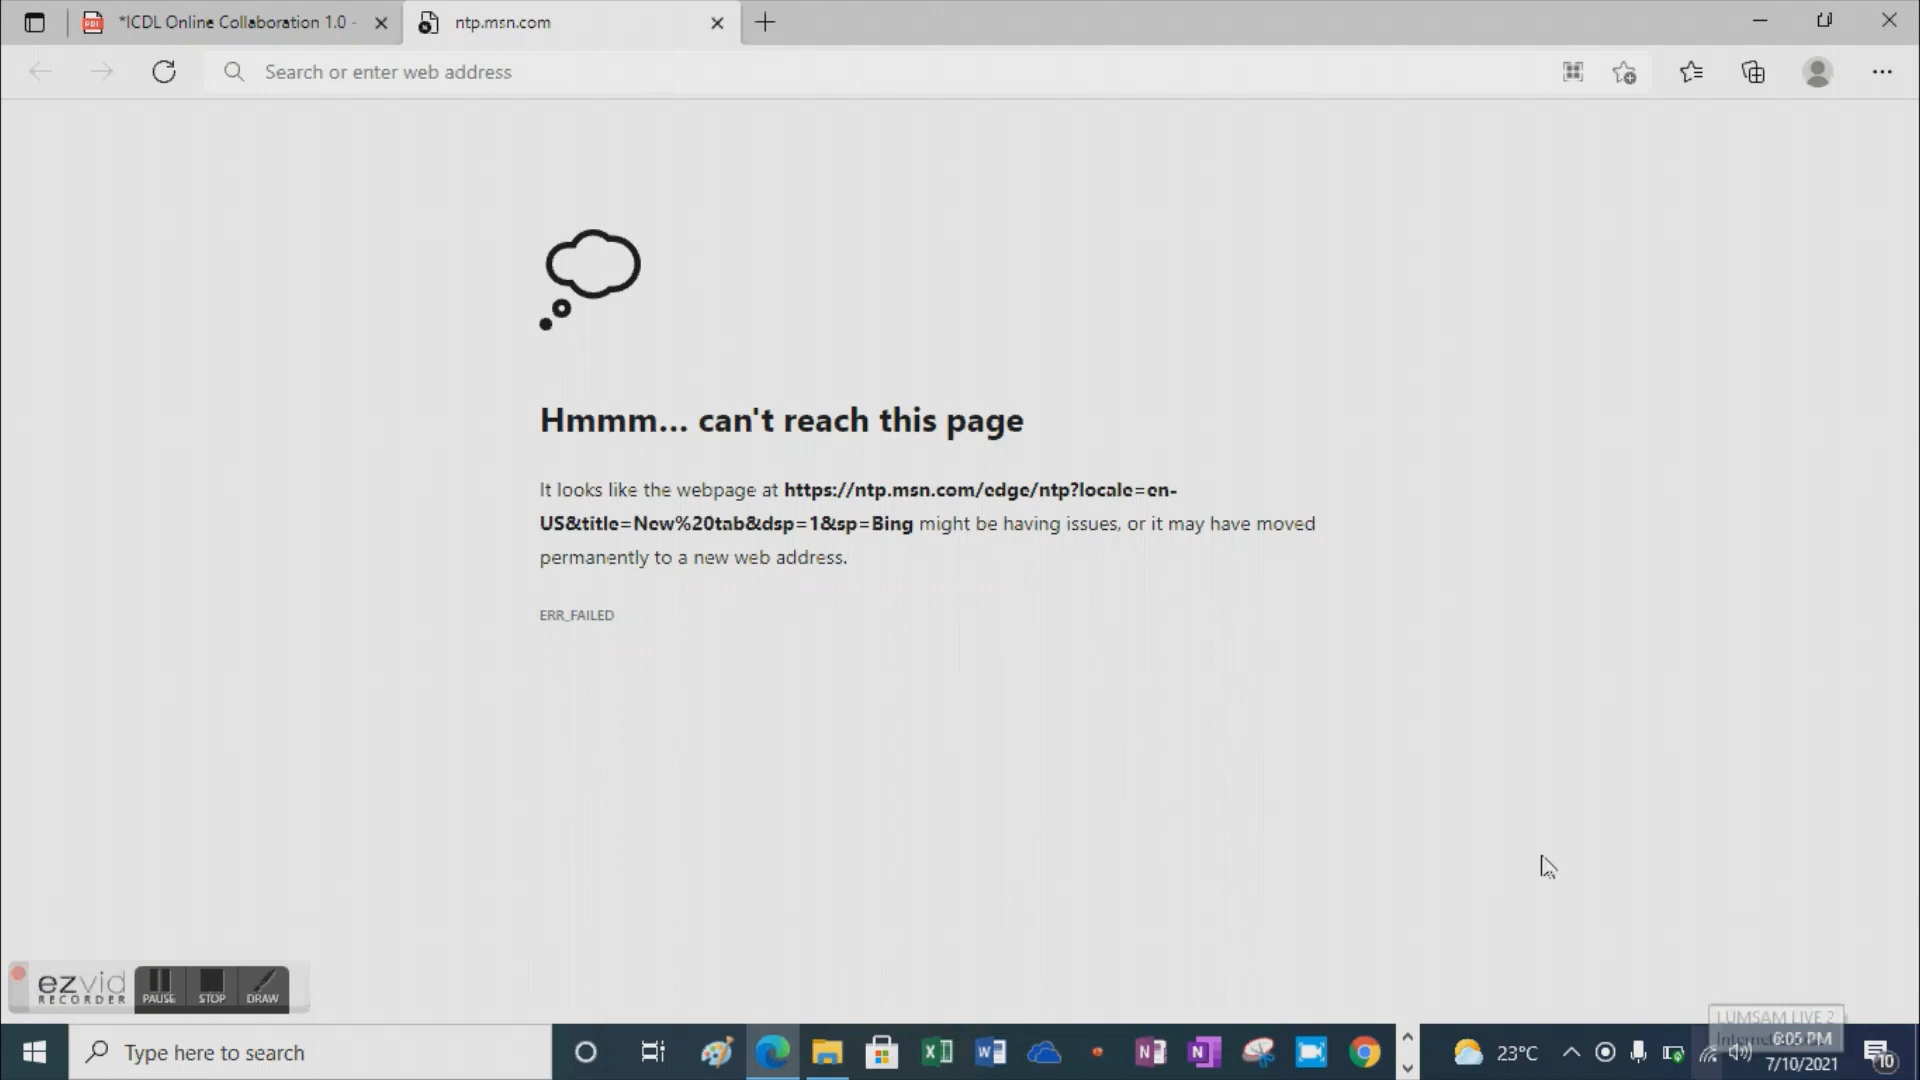 *ICDL Online Collaboration 1.0 -
ntp.msn.com
Search or enter web address
Hmmm... can't reach this page
It looks like the webpage at https://ntp.msn.com/edge/ntp?locale=en-
US&title=New%20tab&dsp=1&sp=Bing might be having issues, or it may have moved
permanently to a new web address.
ERR_FAILED
ezvid
RECORDER
PAUSE STOP DRAW
LUMSAM LIVE 2
Type here to search
23°C
6:05 PM
7/10/2021
10